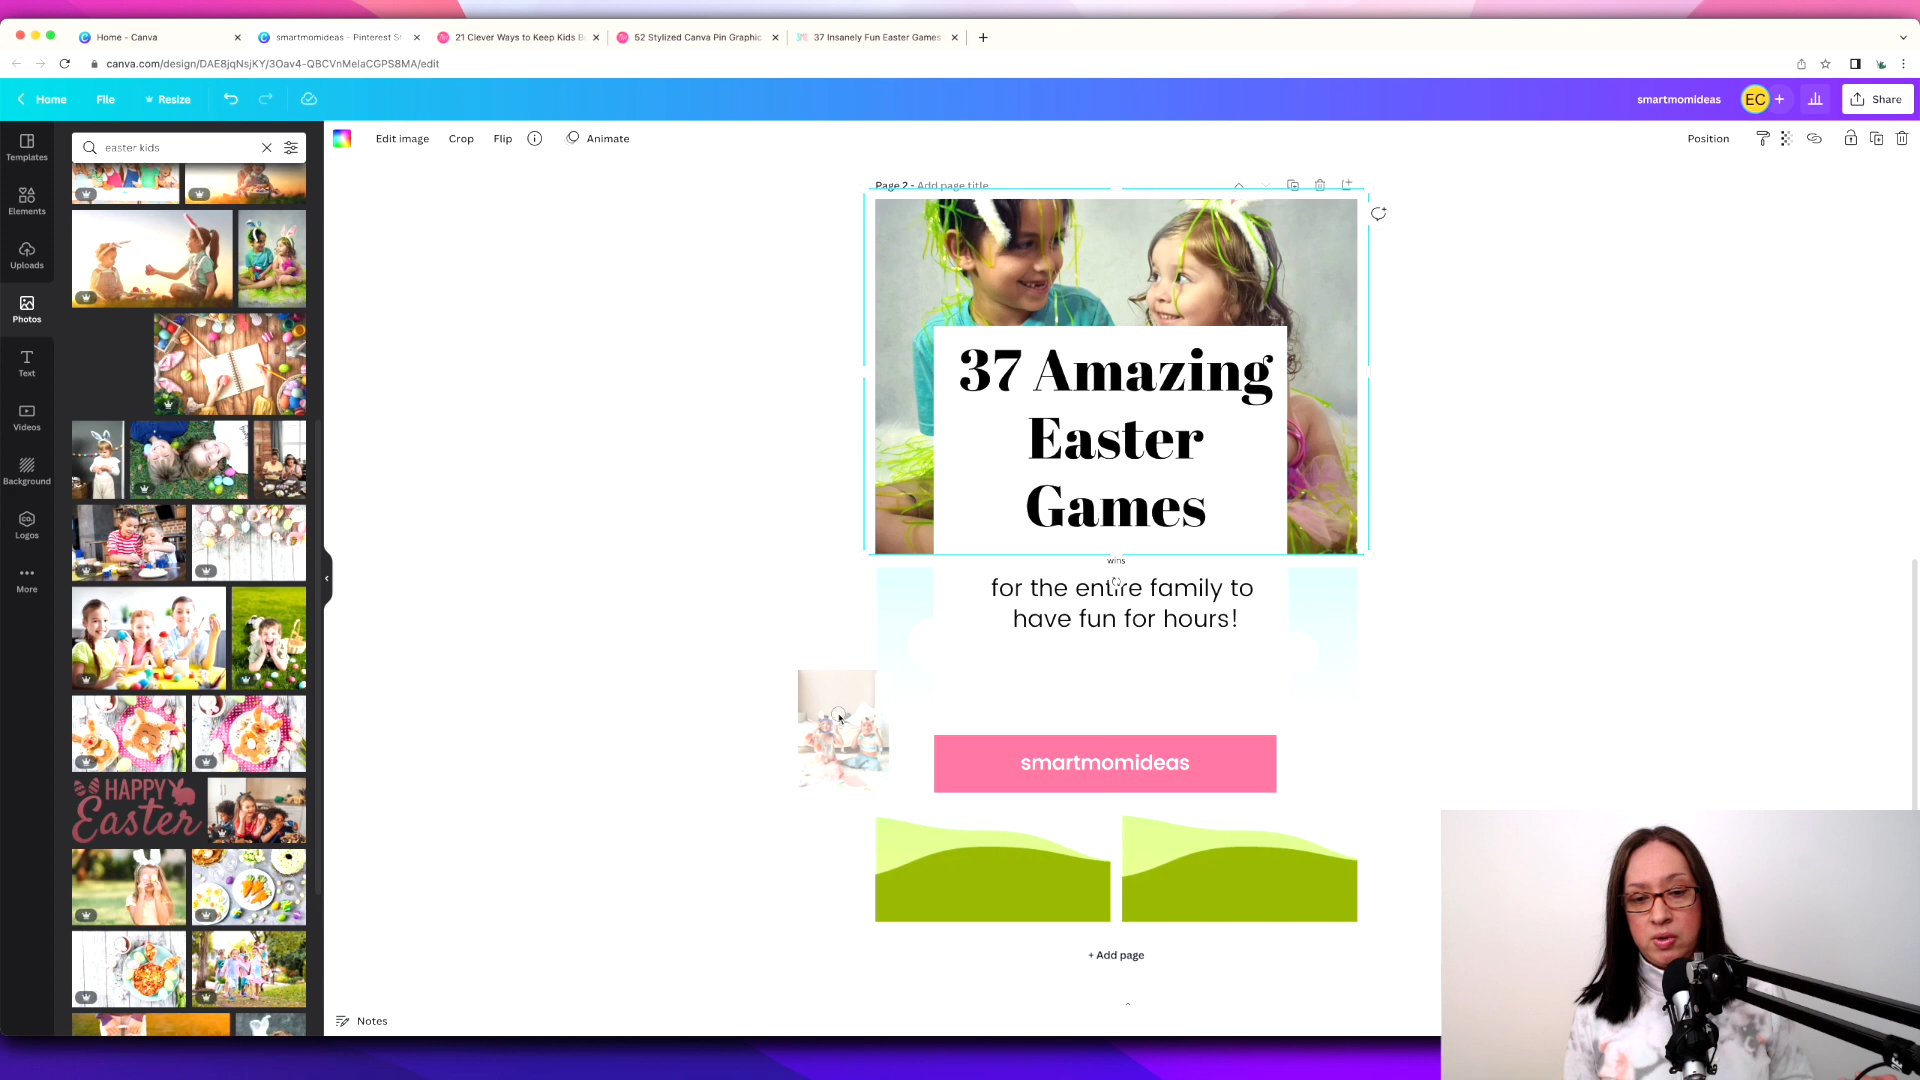 Home - Canva
smartmomideas - Pinterest St
21 Clever Ways to Keep Kids B
52 Stylized Canva Pin Graphic
37 Insanely Fun Easter Games
canva.com/design/DAE8jqNsjKY/3Oav4-QBCVnMelaCGPS8MA/edit
Home
File
Resize
smartmomideas
EC
Share
Templates
Elements
Uploads
Photos
Text
Videos
Background
Logos
More
easter kids
HAPPY
Easter
Edit image
Crop
Flip
Animate
Position
Page 2 - Add page title
37 Amazing
Easter
Games
wins
for the entire family to
have fun for hours!
smartmomideas
+ Add page
Notes